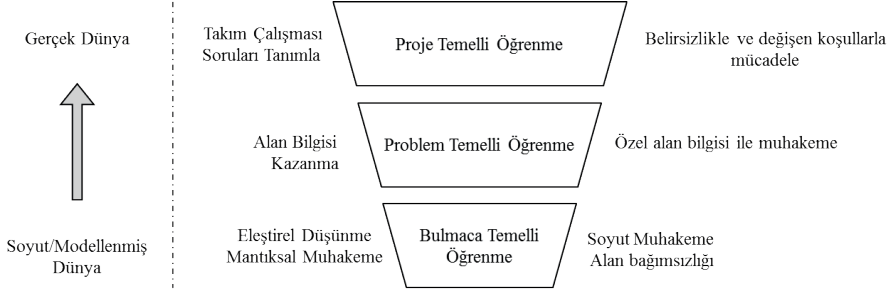 Gerçek Dünya
Takım Çalışması
Soruları Tanımla
Proje Temelli Öğrenme
Belirsizlikle ve değişen koşullarla
mücadele
Alan Bilgisi
Kazanma
Problem Temelli Öğrenme
Özel alan bilgisi ile muhakeme
Soyut/Modellenmiş
Dünya
Eleştirel Düşünme
Mantıksal Muhakeme
Bulmaca Temelli
Öğrenme
Soyut Muhakeme
Alan bağımsızlığı